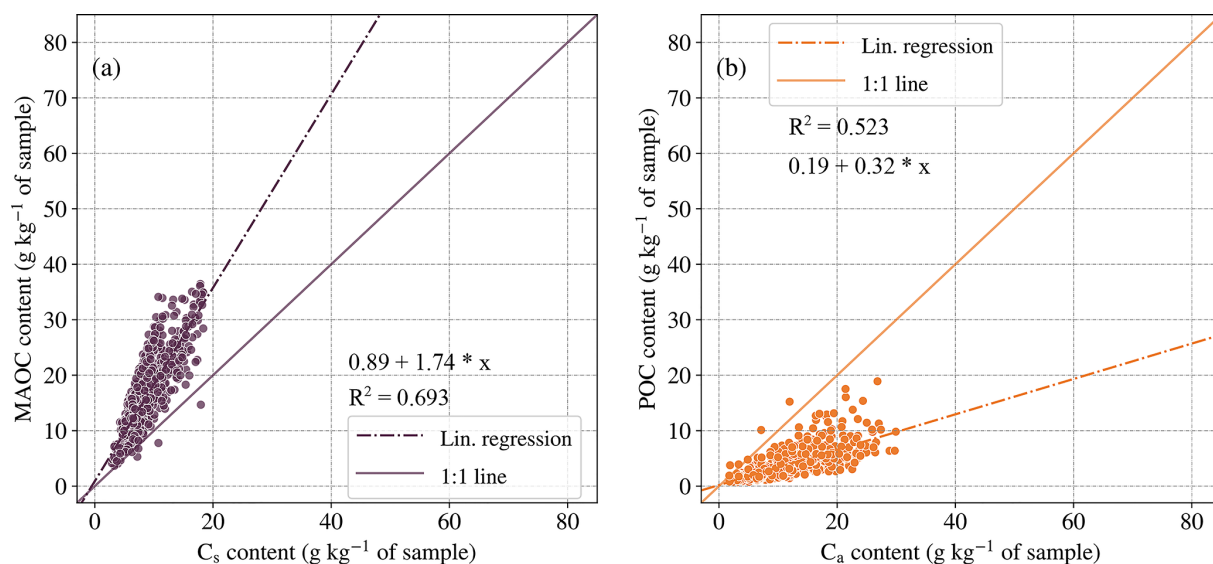 (a)
MAOC content (g kg⁻¹ of sample)
80
70
60
50
40
30
20
10
0
0.89 + 1.74 * x
R² = 0.693
Lin. regression
1:1 line
0 20 40 60 80
Cₛ content (g kg⁻¹ of sample)
(b)
Lin. regression
1:1 line
R² = 0.523
0.19 + 0.32 * x
POC content (g kg⁻¹ of sample)
80
70
60
50
40
30
20
10
0
0 20 40 60 80
Cₐ content (g kg⁻¹ of sample)